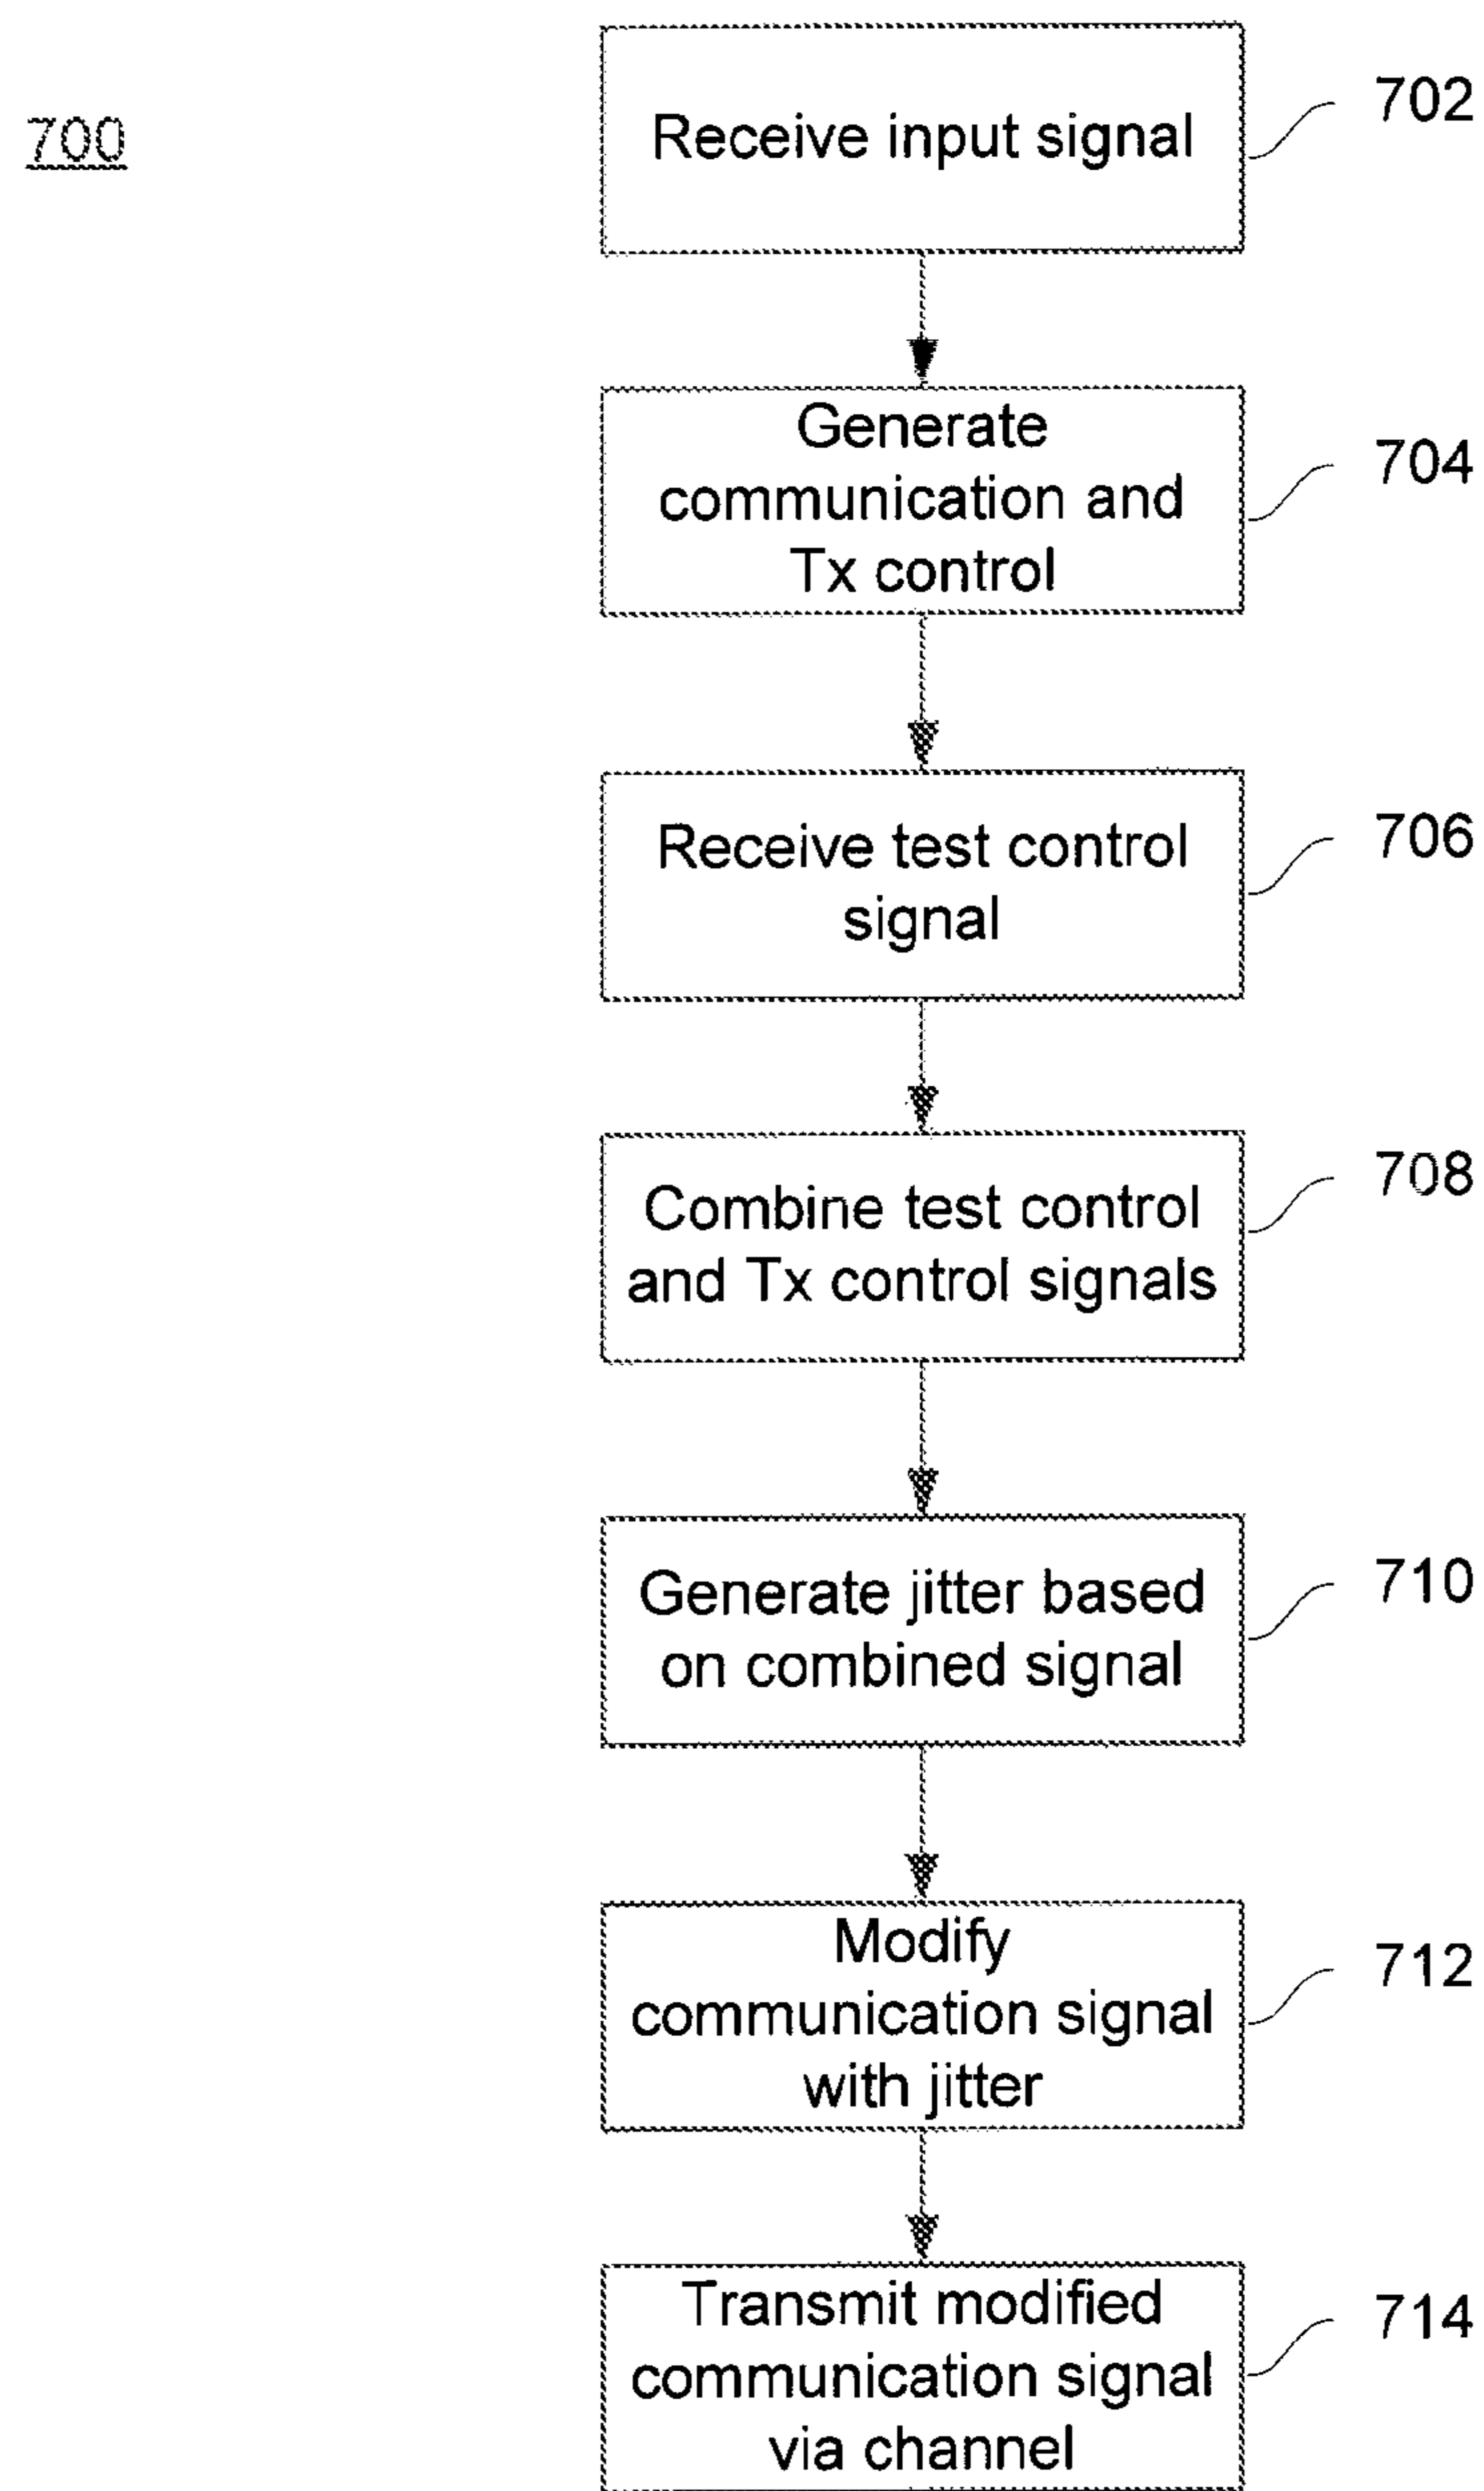 700
Receive input signal
702
Generate
communication and
Tx control
704
Receive test control
signal
706
Combine test control
and Tx control signals
708
Generate jitter based
on combined signal
710
Modify
communication signal
with jitter
712
Transmit modified
communication signal
via channel
714